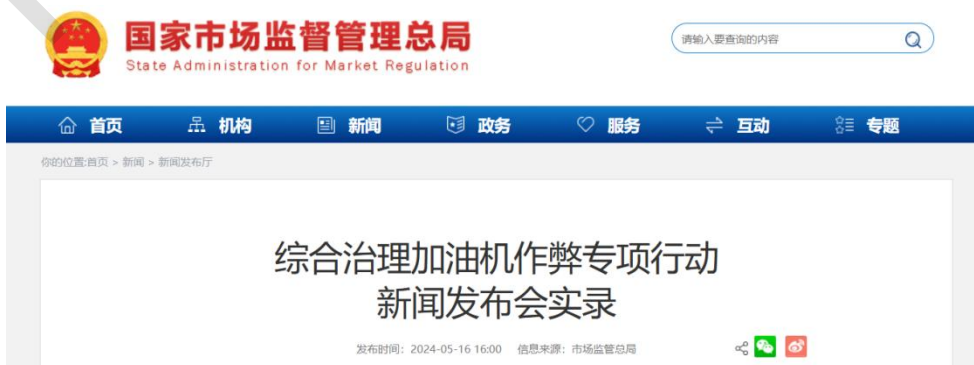 国家市场监督管理总局
State Administration for Market Regulation
请输入要查询的内容
首页 机构 新闻 政务 服务 互动 专题
你的位置:首页 > 新闻 > 新闻发布厅
综合治理加油机作弊专项行动
新闻发布会实录
发布时间：2024-05-16 16:00 信息来源：市场监管总局